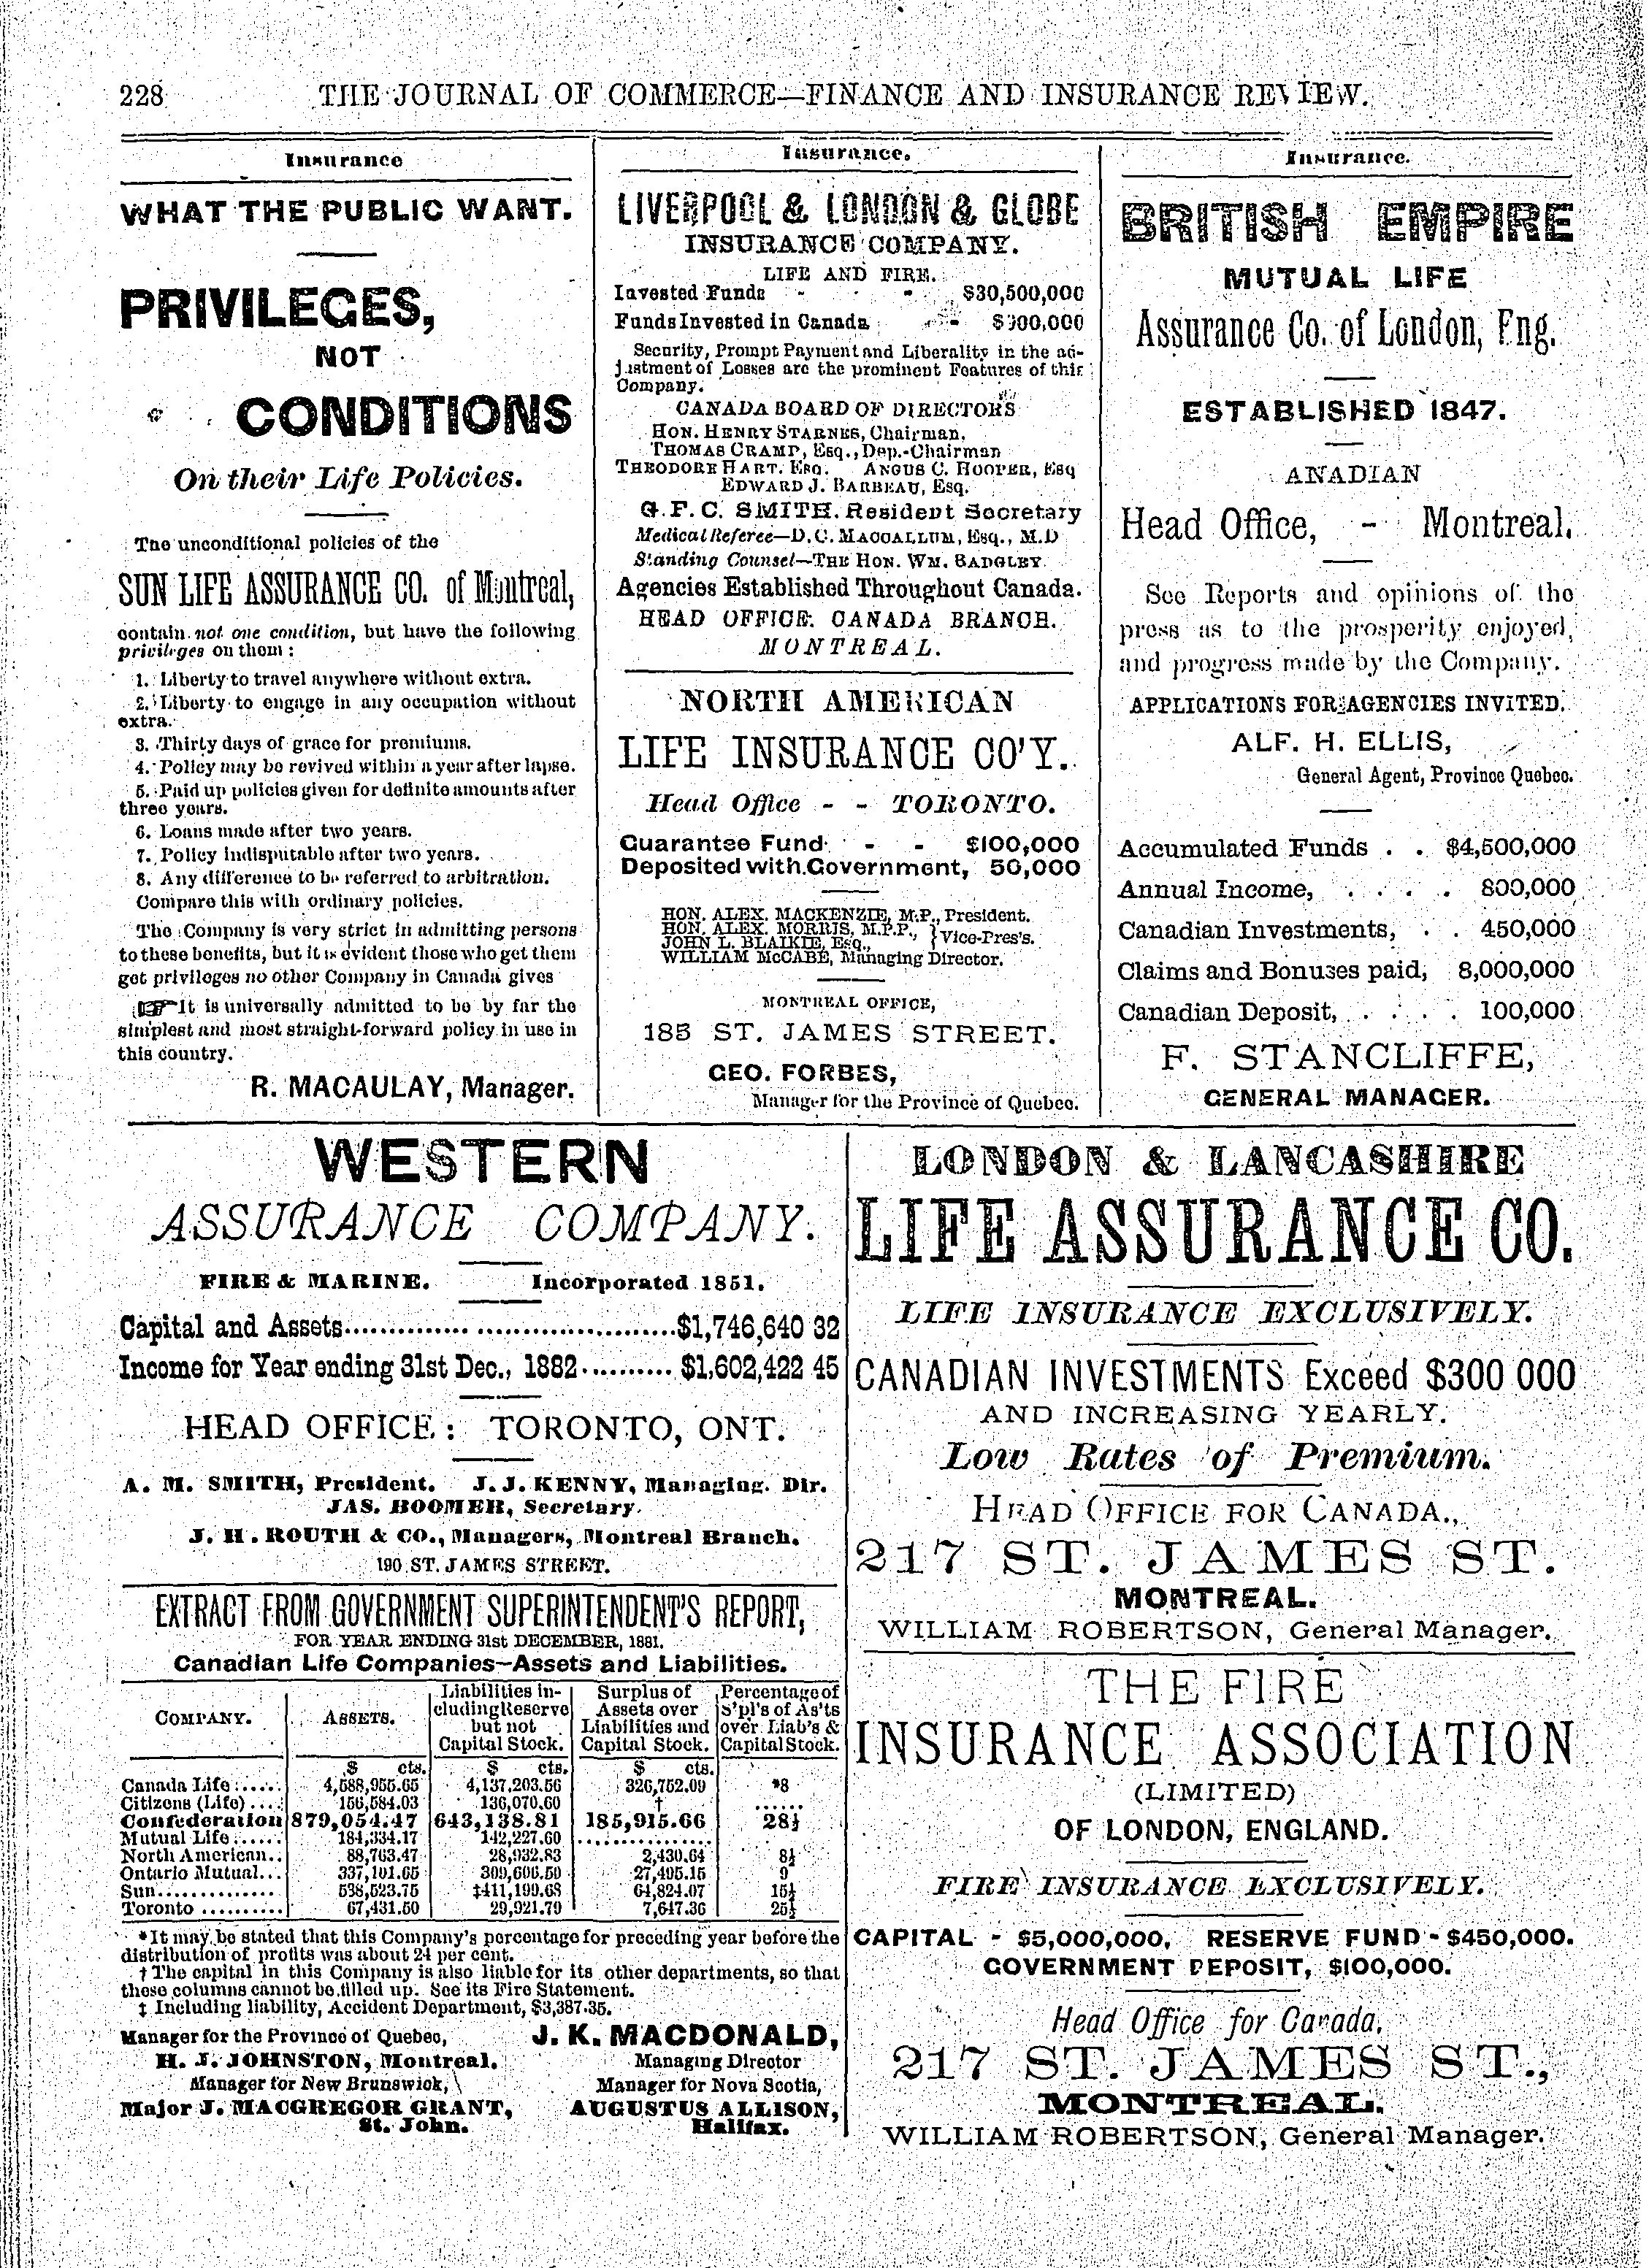 228 THE JOURNAL OF COMMERCE—FINANCE AND INSURANCE REVIEW.
Insurance
WHAT THE PUBLIC WANT.
PRIVILEGES,
NOT
CONDITIONS
On their Life Policies.
The unconditional policies of the
SUN LIFE ASSURANCE CO. of Montreal,
contain not one condition, but have the following
privileges on them:
1. Liberty to travel anywhere without extra.
2. Liberty to engage in any occupation without
extra.
3. Thirty days of grace for premiums.
4. Policy may be revived within a year after lapse.
5. Paid up policies given for definite amounts after
three years.
6. Loans made after two years.
7. Policy indisputable after two years.
8. Any difference to be referred to arbitration.
Compare this with ordinary policies.
The Company is very strict in admitting persons
to these benefits, but it is evident those who get them
get privileges no other Company in Canada gives
☞It is universally admitted to be by far the
simplest and most straight-forward policy in use in
this country.
R. MACAULAY, Manager.
Insurance.
LIVERPOOL & LONDON & GLOBE
INSURANCE COMPANY.
LIFE AND FIRE.
Invested Funds - - - $30,500,000
Funds Invested in Canada - $900,000
Security, Prompt Payment and Liberality in the ad-
justment of Losses are the prominent Features of this
Company.
CANADA BOARD OF DIRECTORS
HON. HENRY STARNES, Chairman.
THOMAS CRAMP, Esq., Dep.-Chairman
THEODORE HART. Esq. ANGUS C. HOOPER, Esq
EDWARD J. BARBEAU, Esq.
G. F. C. SMITH. Resident Secretary
Medical Referee—D. C. MACCALLUM, Esq., M.D
Standing Counsel—THE HON. WM. BADGLEY.
Agencies Established Throughout Canada.
HEAD OFFICE. CANADA BRANCH.
MONTREAL.
NORTH AMERICAN
LIFE INSURANCE CO'Y.
Head Office - - TORONTO.
Guarantee Fund - - $100,000
Deposited with Government, 50,000
HON. ALEX. MACKENZIE, M.P., President.
HON. ALEX. MORRIS, M.P.P., } Vice-Pres's.
JOHN L. BLAIKIE, Esq.,
WILLIAM McCABE, Managing Director.
MONTREAL OFFICE,
185 ST. JAMES STREET.
GEO. FORBES,
Manager for the Province of Quebec.
Insurance.
BRITISH EMPIRE
MUTUAL LIFE
Assurance Co. of London, Eng.
ESTABLISHED 1847.
ANADIAN
Head Office, - Montreal.
See Reports and opinions of the
press as to the prosperity enjoyed,
and progress made by the Company.
APPLICATIONS FOR AGENCIES INVITED.
ALF. H. ELLIS,
General Agent, Province Quebec.
Accumulated Funds . . $4,500,000
Annual Income, . . . . 800,000
Canadian Investments, . . 450,000
Claims and Bonuses paid, 8,000,000
Canadian Deposit, . . . . 100,000
F. STANCLIFFE,
GENERAL MANAGER.
WESTERN
ASSURANCE COMPANY.
FIRE & MARINE. Incorporated 1851.
Capital and Assets.................................$1,746,640 32
Income for Year ending 31st Dec., 1882.......... $1,602,422 45
HEAD OFFICE: TORONTO, ONT.
A. M. SMITH, President. J. J. KENNY, Managing. Dir.
JAS. BOOMER, Secretary.
J. H. ROUTH & CO., Managers, Montreal Branch.
190 ST. JAMES STREET.
EXTRACT FROM GOVERNMENT SUPERINTENDENT'S REPORT,
FOR YEAR ENDING 31st DECEMBER, 1881.
Canadian Life Companies—Assets and Liabilities.
COMPANY. ASSETS. Liabilities including Reserve but not Capital Stock. Surplus of Assets over Liabilities and Capital Stock. Percentage of S'pl's of As'ts over Liab's & Capital Stock.
$ cts. $ cts. $ cts.
Canada Life...... 4,588,955.65 4,137,203.56 326,752.09 *8
Citizens (Life).... 156,584.03 136,070.60 † ......
Confederation 879,054.47 643,138.81 185,915.66 28½
Mutual Life...... 184,334.17 142,227.60 ................
North American.. 88,763.47 28,932.83 2,430.64 8½
Ontario Mutual... 337,101.65 309,606.50 27,495.15 9
Sun............... 538,523.75 ‡411,199.68 64,824.07 15½
Toronto .......... 67,431.50 29,921.79 7,647.36 25½
*It may be stated that this Company's percentage for preceding year before the
distribution of profits was about 24 per cent.
† The capital in this Company is also liable for its other departments, so that
these columns cannot be filled up. See its Fire Statement.
‡ Including liability, Accident Department, $3,387.35.
Manager for the Province of Quebec,
H. J. JOHNSTON, Montreal.
Manager for New Brunswick,
Major J. MACGREGOR GRANT,
St. John.
J. K. MACDONALD,
Managing Director
Manager for Nova Scotia,
AUGUSTUS ALLISON,
Halifax.
LONDON & LANCASHIRE
LIFE ASSURANCE CO.
LIFE INSURANCE EXCLUSIVELY.
CANADIAN INVESTMENTS Exceed $300 000
AND INCREASING YEARLY.
Low Rates of Premium.
HEAD OFFICE FOR CANADA.,
217 ST. JAMES ST.
MONTREAL.
WILLIAM ROBERTSON, General Manager.
THE FIRE
INSURANCE ASSOCIATION
(LIMITED)
OF LONDON, ENGLAND.
FIRE INSURANCE EXCLUSIVELY.
CAPITAL - $5,000,000. RESERVE FUND - $450,000.
GOVERNMENT DEPOSIT, $100,000.
Head Office for Canada,
217 ST. JAMES ST.,
MONTREAL.
WILLIAM ROBERTSON, General Manager.